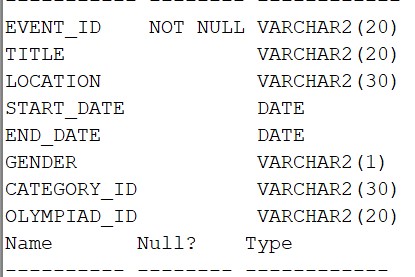 ----------- -------- ------------
EVENT_ID NOT NULL VARCHAR2(20)
TITLE VARCHAR2(20)
LOCATION VARCHAR2(30)
START_DATE DATE
END_DATE DATE
GENDER VARCHAR2(1)
CATEGORY_ID VARCHAR2(30)
OLYMPIAD_ID VARCHAR2(20)
Name Null? Type
---------- -------- ------------